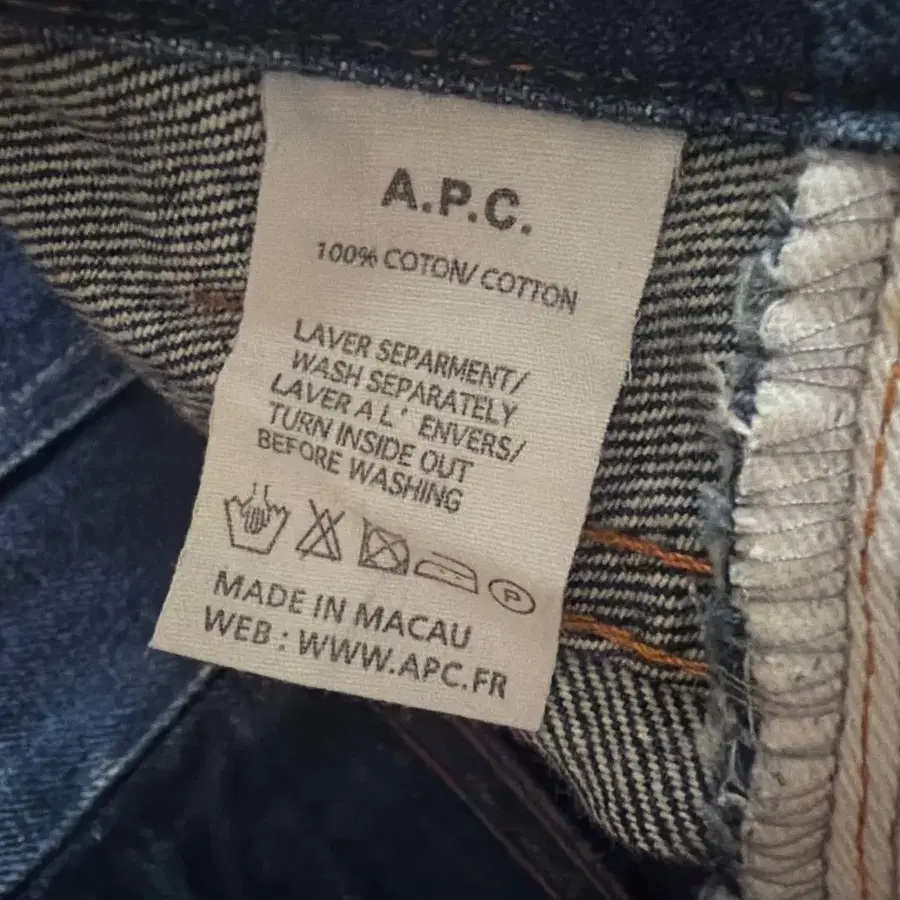 A.P.C.
100% COTON/ COTTON
LAVER SEPARMENT/
WASH SEPARATELY
LAVER A L' ENVERS/
TURN INSIDE OUT
BEFORE WASHING
P
MADE IN MACAU
WEB : WWW.APC.FR